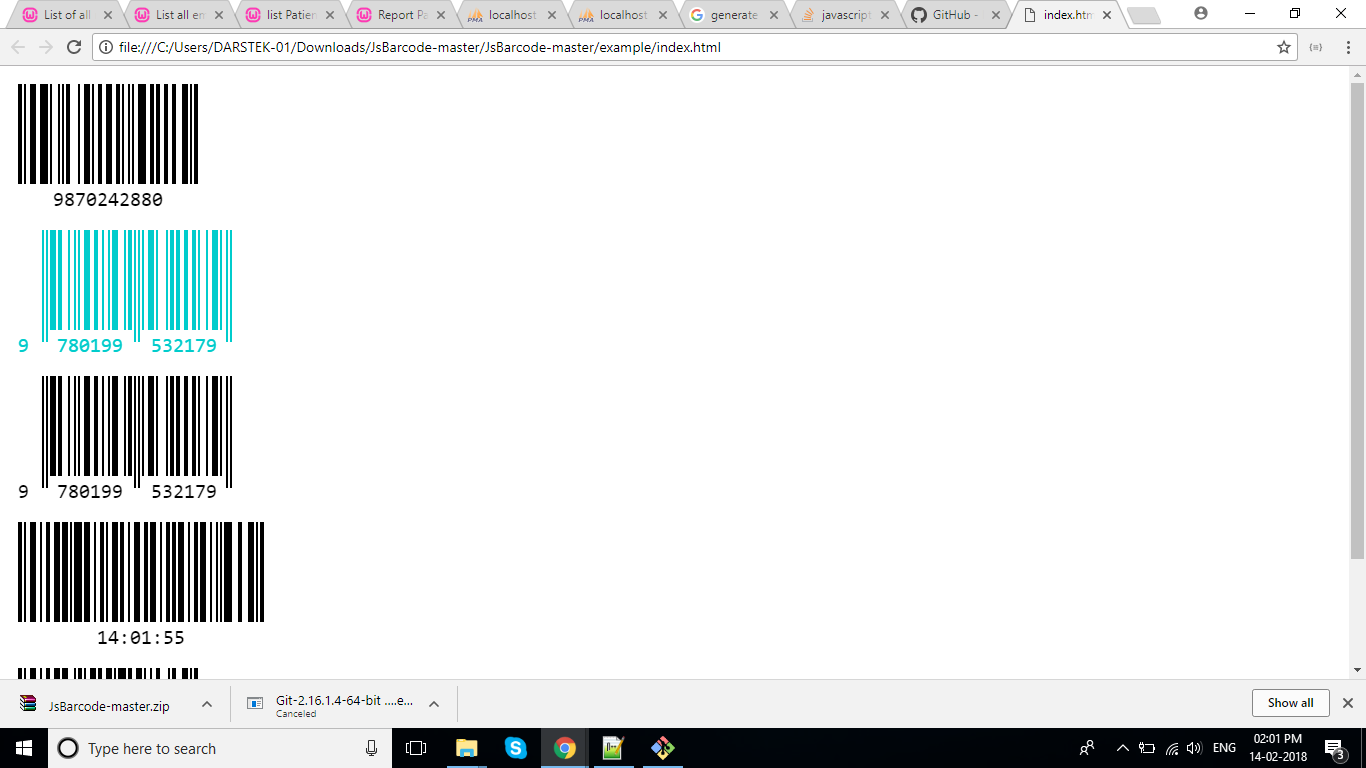 List of all
List all em
list Patien
Report Pa
localhost
localhost
generate
javascript
GitHub -
index.htm
file:///C:/Users/DARSTEK-01/Downloads/JsBarcode-master/JsBarcode-master/example/index.html
9870242880
9 780199 532179
9 780199 532179
14:01:55
JsBarcode-master.zip
Git-2.16.1.4-64-bit ....e...
Canceled
Show all
Type here to search
ENG
02:01 PM
14-02-2018
3